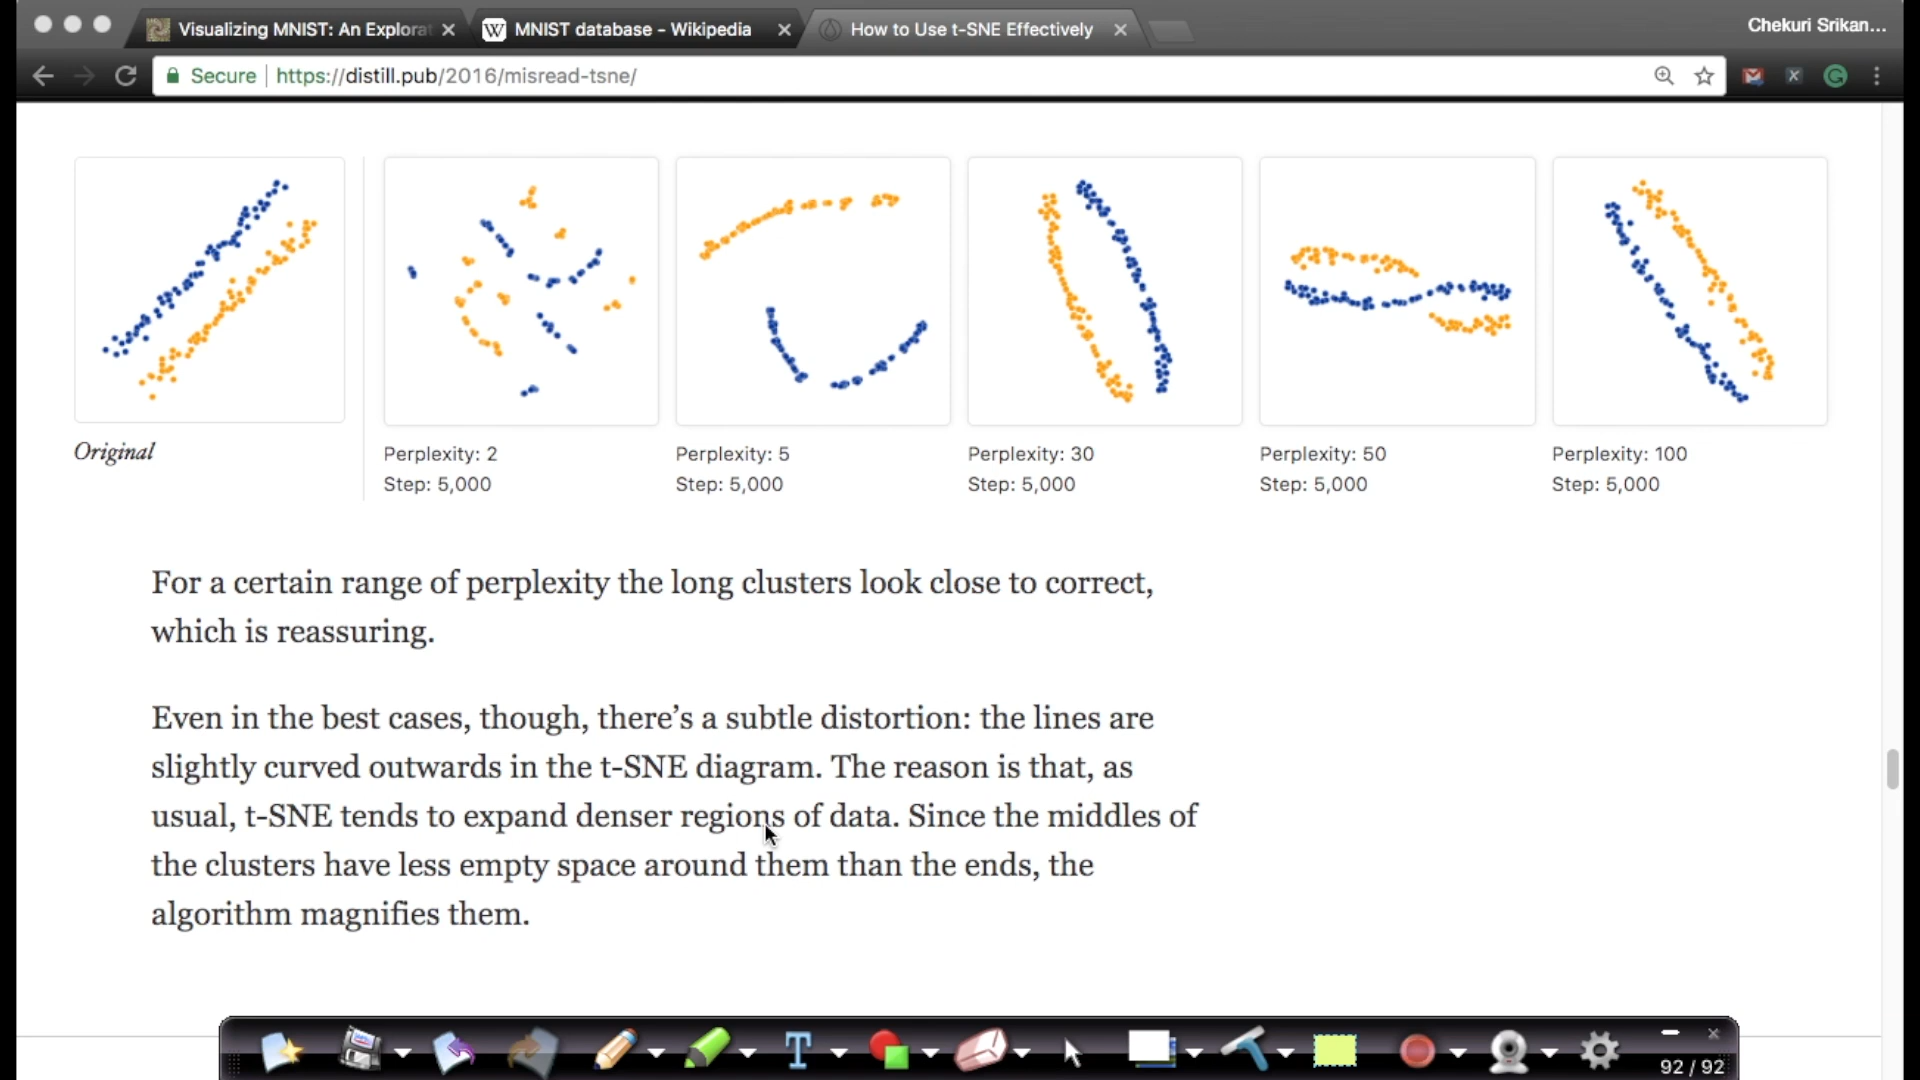 Visualizing MNIST: An Explorat
MNIST database - Wikipedia
How to Use t-SNE Effectively
Chekuri Srikan...
Secure
https://distill.pub/2016/misread-tsne/
Original
Perplexity: 2
Step: 5,000
Perplexity: 5
Step: 5,000
Perplexity: 30
Step: 5,000
Perplexity: 50
Step: 5,000
Perplexity: 100
Step: 5,000
For a certain range of perplexity the long clusters look close to correct,
which is reassuring.
Even in the best cases, though, there’s a subtle distortion: the lines are
slightly curved outwards in the t-SNE diagram. The reason is that, as
usual, t-SNE tends to expand denser regions of data. Since the middles of
the clusters have less empty space around them than the ends, the
algorithm magnifies them.
92 / 92